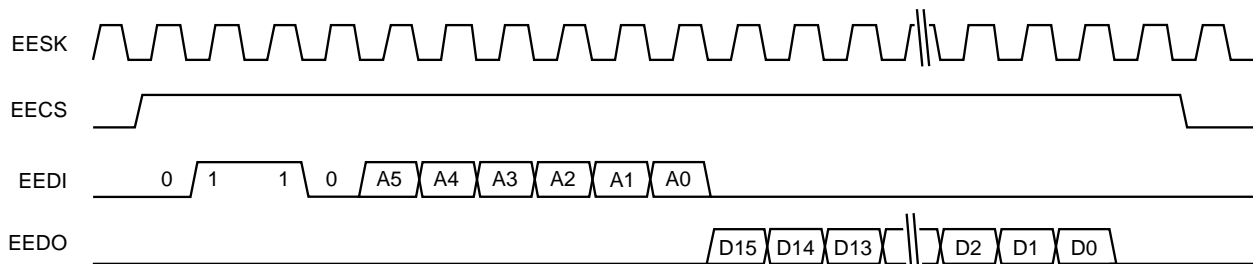 EESK
EECS
EEDI 0 1 1 0 A5 A4 A3 A2 A1 A0
EEDO D15 D14 D13 D2 D1 D0